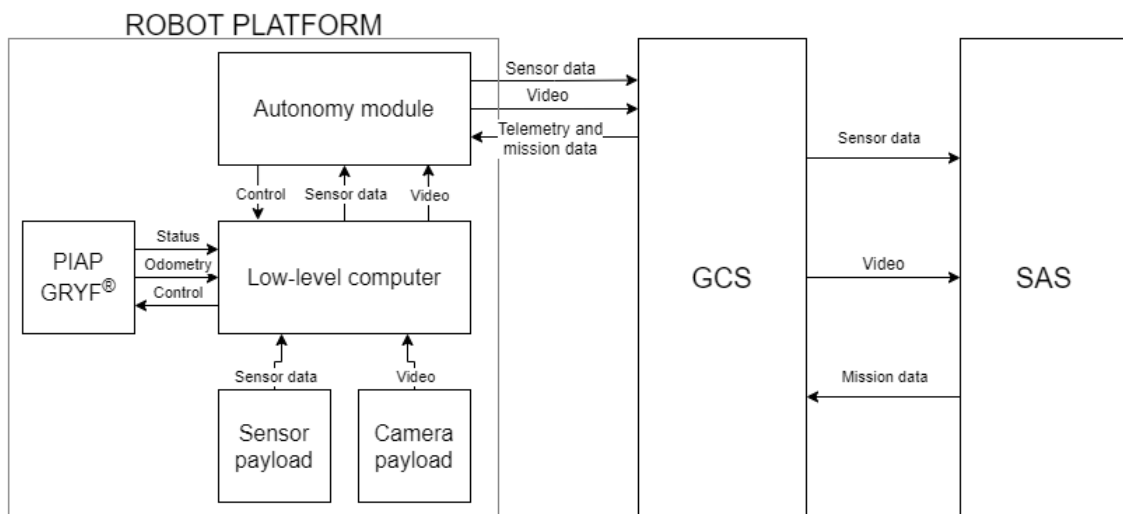 ROBOT PLATFORM
Autonomy module
Sensor data
Video
Telemetry and
mission data
GCS
SAS
Sensor data
Video
Mission data
Control
Sensor data
Video
PIAP
GRYF®
Status
Odometry
Control
Low-level computer
Sensor data
Video
Sensor
payload
Camera
payload